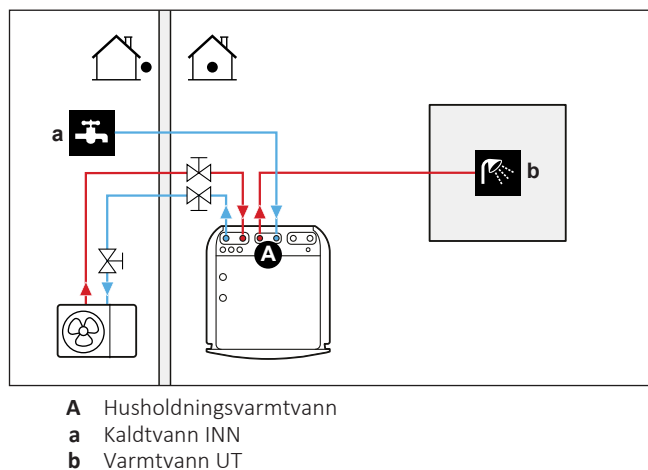 a
b
A
A Husholdningsvarmtvann
a Kaldtvann INN
b Varmtvann UT